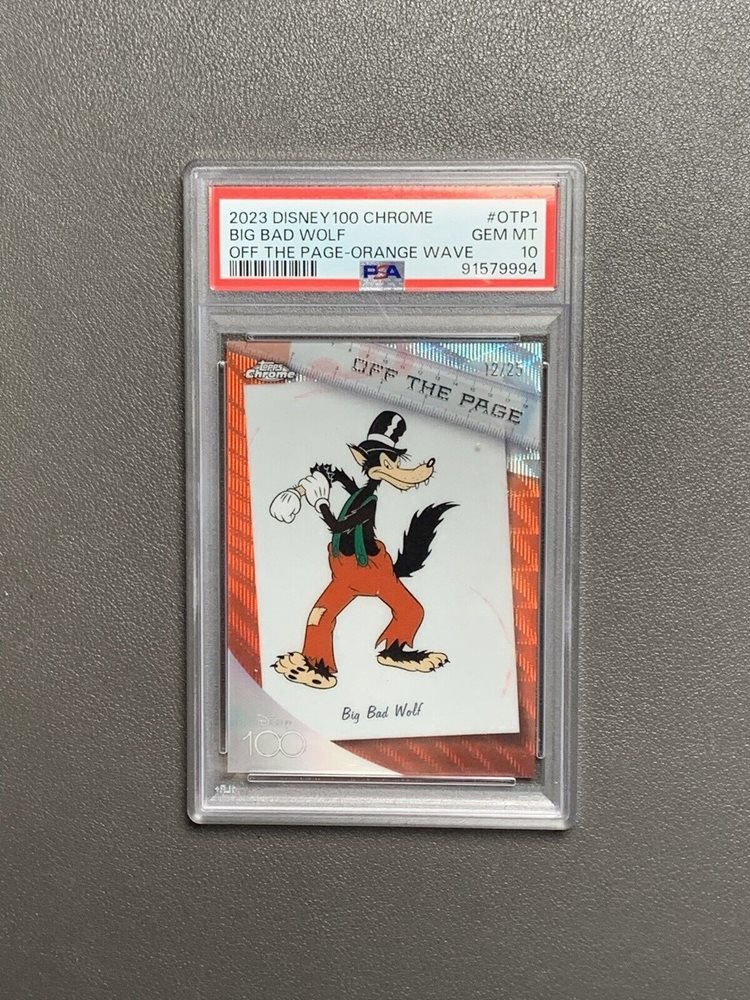 2023 DISNEY100 CHROME #OTP1
BIG BAD WOLF GEM MT
OFF THE PAGE-ORANGE WAVE 10
PSA 91579994
Topps
Chrome
12/25
OFF THE PAGE
Big Bad Wolf
Disney
100